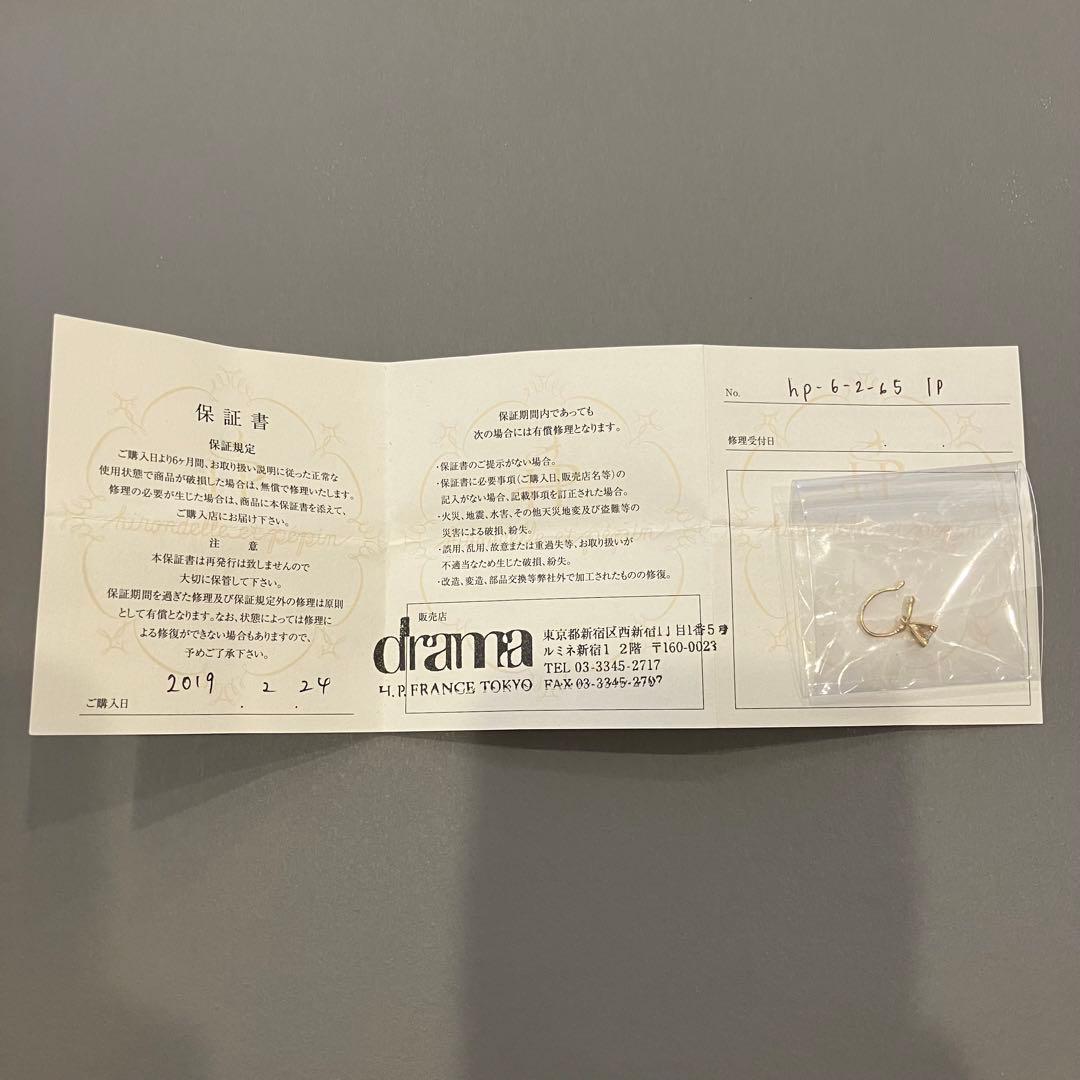 保証書
保証規定
ご購入日より6ヶ月間、お取り扱い説明に従った正常な
使用状態で商品が破損した場合は、無償で修理いたします。
修理の必要が生じた場合は、商品に本保証書を添えて、
ご購入店にお届け下さい。
注 意
本保証書は再発行は致しませんので
大切に保管して下さい。
保証期間を過ぎた修理及び保証規定外の修理は原則
として有償となります。なお、状態によっては修理に
よる修復ができない場合もありますので、
予めご了承下さい。
2019 2 24
ご購入日 . .
保証期間内であっても
次の場合には有償修理となります。
・保証書のご提示がない場合。
・保証書に必要事項(ご購入日、販売店名等)の
記入がない場合、記載事項を訂正された場合。
・火災、地震、水害、その他天災地変及び盗難等の
災害による破損、紛失。
・誤用、乱用、故意または重過失等、お取り扱いが
不適当なため生じた破損、紛失。
・改造、変造、部品交換等弊社外で加工されたものの修復。
販売店
drama
H.P.FRANCE TOKYO
東京都新宿区西新宿1丁目1番5号
ルミネ新宿1 2階 〒160-0023
TEL 03-3345-2717
FAX 03-3345-2707
No. hp-6-2-65 1P
修理受付日 . .